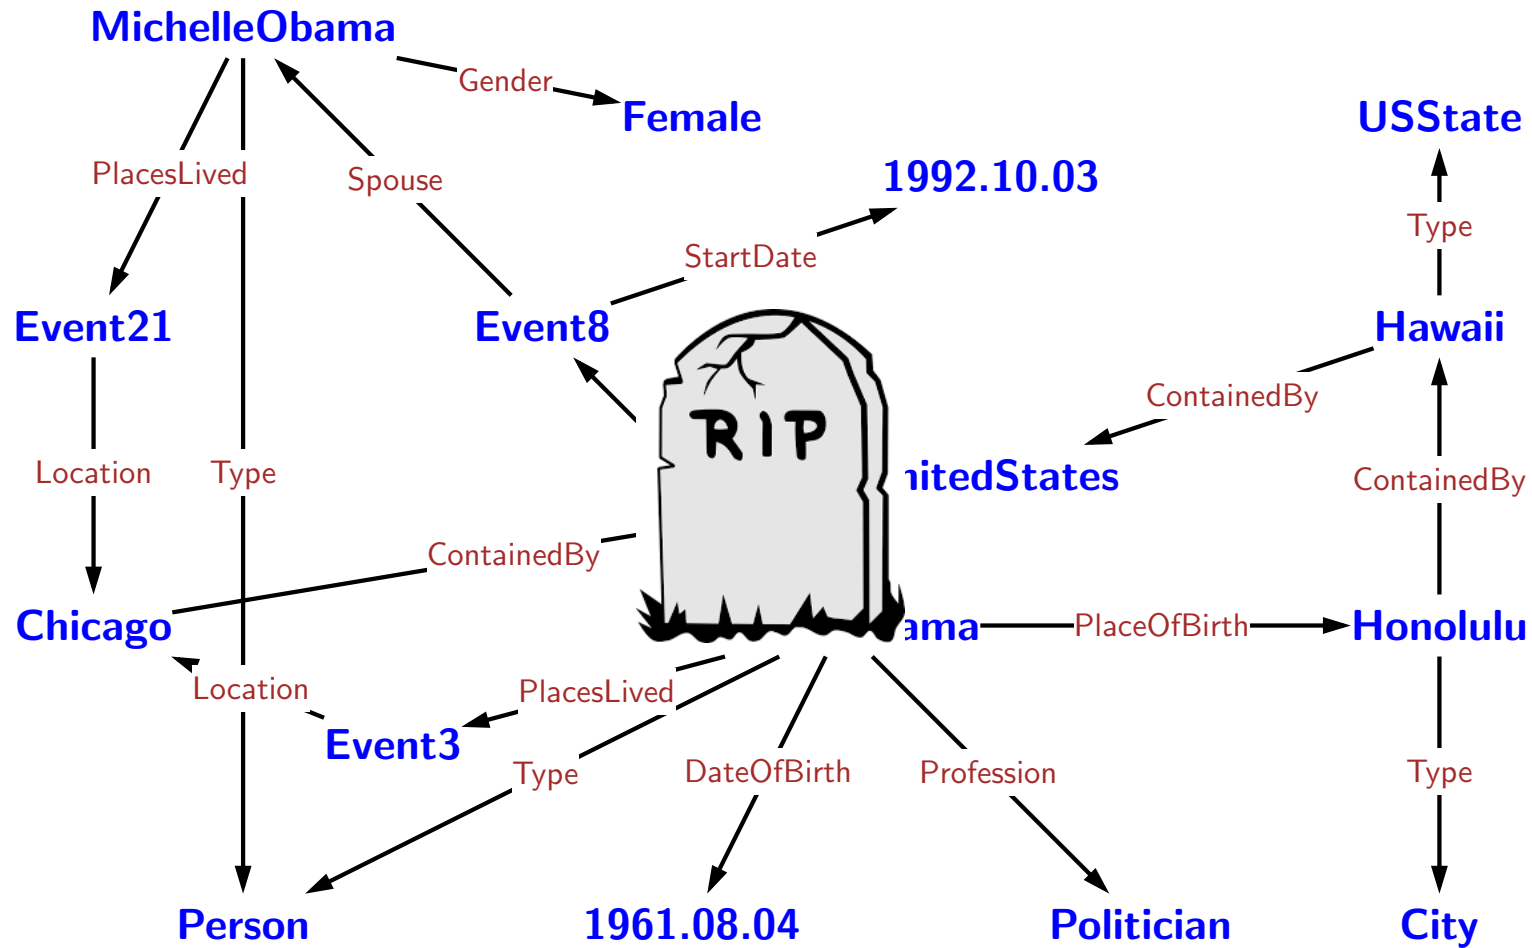 MichelleObama
Gender
Female
USState
PlacesLived
Spouse
1992.10.03
Type
StartDate
Event21
Event8
Hawaii
ContainedBy
RIP
Location
Type
nitedStates
ContainedBy
ContainedBy
Chicago
ama
PlaceOfBirth
Honolulu
Location
PlacesLived
Event3
Type
DateOfBirth
Profession
Type
Person
1961.08.04
Politician
City